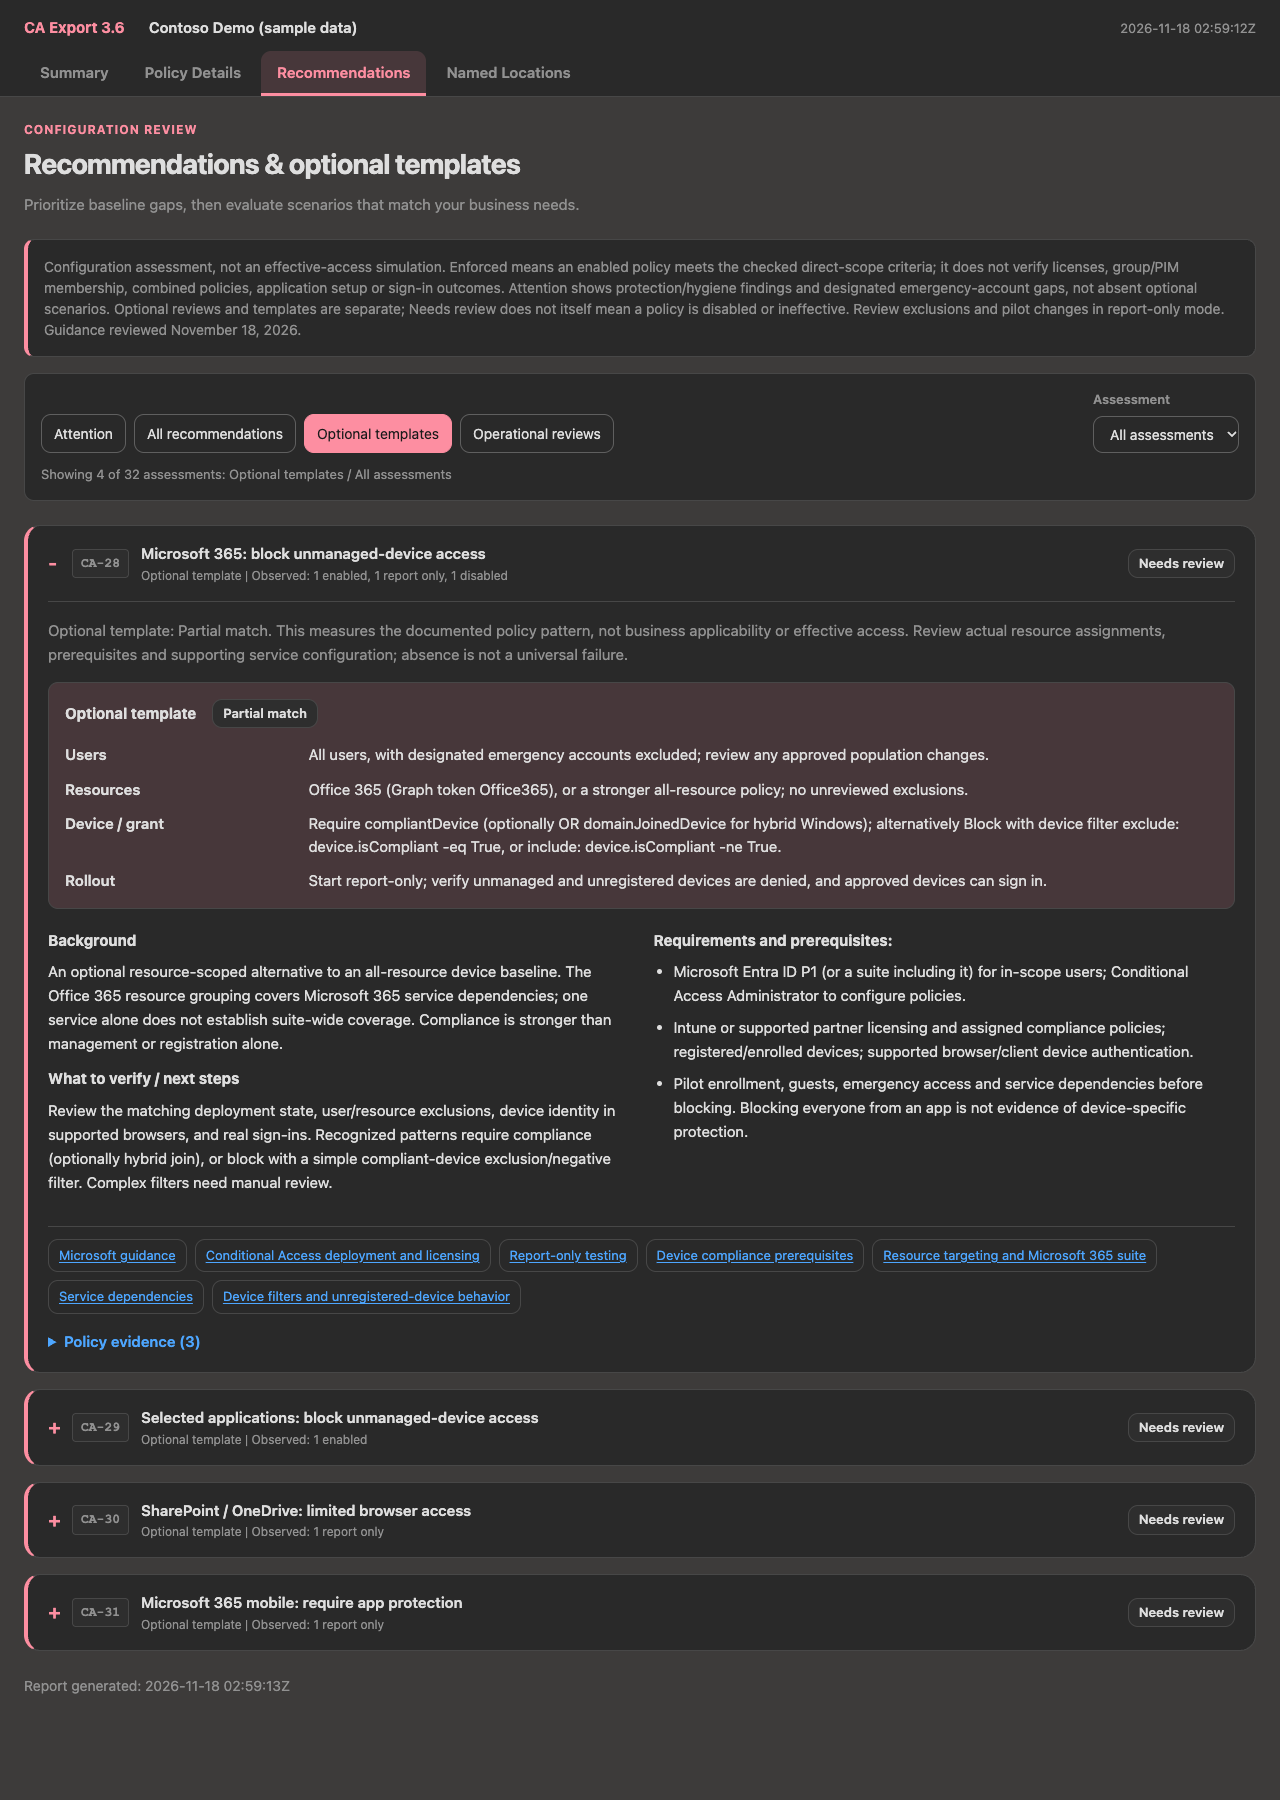 CA Export 3.6 Contoso Demo (sample data) 2026-11-18 02:59:12Z
Summary Policy Details Recommendations Named Locations
CONFIGURATION REVIEW
Recommendations & optional templates
Prioritize baseline gaps, then evaluate scenarios that match your business needs.
Configuration assessment, not an effective-access simulation. Enforced means an enabled policy meets the checked direct-scope criteria; it does not verify licenses, group/PIM
membership, combined policies, application setup or sign-in outcomes. Attention shows protection/hygiene findings and designated emergency-account gaps, not absent optional
scenarios. Optional reviews and templates are separate; Needs review does not itself mean a policy is disabled or ineffective. Review exclusions and pilot changes in report-only mode.
Guidance reviewed November 18, 2026.
Assessment
Attention All recommendations Optional templates Operational reviews All assessments
Showing 4 of 32 assessments: Optional templates / All assessments
- CA-28 Microsoft 365: block unmanaged-device access
Optional template | Observed: 1 enabled, 1 report only, 1 disabled
Needs review
Optional template: Partial match. This measures the documented policy pattern, not business applicability or effective access. Review actual resource assignments,
prerequisites and supporting service configuration; absence is not a universal failure.
Optional template Partial match
Users All users, with designated emergency accounts excluded; review any approved population changes.
Resources Office 365 (Graph token Office365), or a stronger all-resource policy; no unreviewed exclusions.
Device / grant Require compliantDevice (optionally OR domainJoinedDevice for hybrid Windows); alternatively Block with device filter exclude:
device.isCompliant -eq True, or include: device.isCompliant -ne True.
Rollout Start report-only; verify unmanaged and unregistered devices are denied, and approved devices can sign in.
Background
An optional resource-scoped alternative to an all-resource device baseline. The
Office 365 resource grouping covers Microsoft 365 service dependencies; one
service alone does not establish suite-wide coverage. Compliance is stronger than
management or registration alone.
What to verify / next steps
Review the matching deployment state, user/resource exclusions, device identity in
supported browsers, and real sign-ins. Recognized patterns require compliance
(optionally hybrid join), or block with a simple compliant-device exclusion/negative
filter. Complex filters need manual review.
Requirements and prerequisites:
• Microsoft Entra ID P1 (or a suite including it) for in-scope users; Conditional
Access Administrator to configure policies.
• Intune or supported partner licensing and assigned compliance policies;
registered/enrolled devices; supported browser/client device authentication.
• Pilot enrollment, guests, emergency access and service dependencies before
blocking. Blocking everyone from an app is not evidence of device-specific
protection.
Microsoft guidance Conditional Access deployment and licensing Report-only testing Device compliance prerequisites Resource targeting and Microsoft 365 suite
Service dependencies Device filters and unregistered-device behavior
Policy evidence (3)
+ CA-29 Selected applications: block unmanaged-device access
Optional template | Observed: 1 enabled
Needs review
+ CA-30 SharePoint / OneDrive: limited browser access
Optional template | Observed: 1 report only
Needs review
+ CA-31 Microsoft 365 mobile: require app protection
Optional template | Observed: 1 report only
Needs review
Report generated: 2026-11-18 02:59:13Z